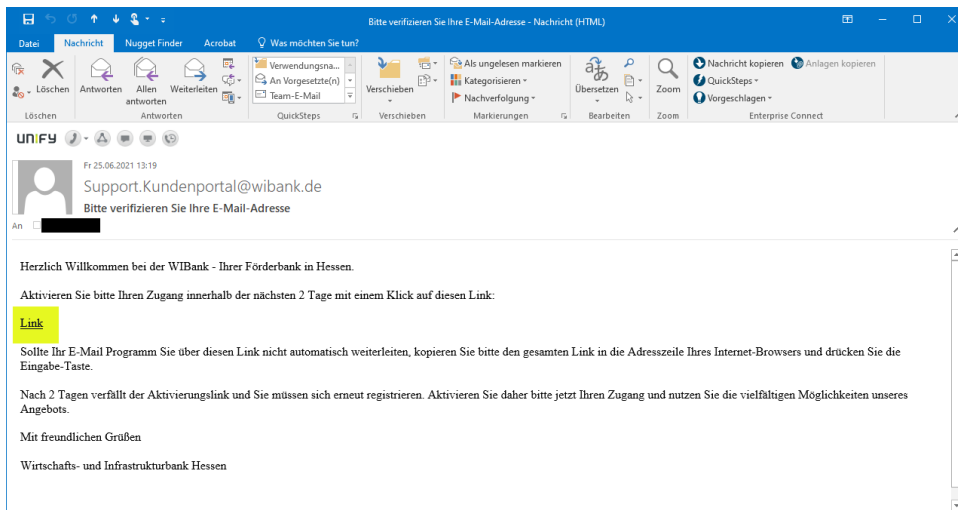 Bitte verifizieren Sie Ihre E-Mail-Adresse - Nachricht (HTML)
Datei Nachricht Nugget Finder Acrobat Was möchten Sie tun?
Löschen
Antworten
Allen antworten
Weiterleiten
Verwendungsna...
An Vorgesetzte(n)
Team-E-Mail
Verschieben
Als ungelesen markieren
Kategorisieren
Nachverfolgung
Übersetzen
Zoom
Nachricht kopieren Anlagen kopieren
QuickSteps
Vorgeschlagen
Löschen Antworten QuickSteps Verschieben Markierungen Bearbeiten Zoom Enterprise Connect
UNIFY
Fr 25.06.2021 13:19
Support.Kundenportal@wibank.de
Bitte verifizieren Sie Ihre E-Mail-Adresse
An
Herzlich Willkommen bei der WIBank - Ihrer Förderbank in Hessen.
Aktivieren Sie bitte Ihren Zugang innerhalb der nächsten 2 Tage mit einem Klick auf diesen Link:
Link
Sollte Ihr E-Mail Programm Sie über diesen Link nicht automatisch weiterleiten, kopieren Sie bitte den gesamten Link in die Adresszeile Ihres Internet-Browsers und drücken Sie die
Eingabe-Taste.
Nach 2 Tagen verfällt der Aktivierungslink und Sie müssen sich erneut registrieren. Aktivieren Sie daher bitte jetzt Ihren Zugang und nutzen Sie die vielfältigen Möglichkeiten unseres
Angebots.
Mit freundlichen Grüßen
Wirtschafts- und Infrastrukturbank Hessen